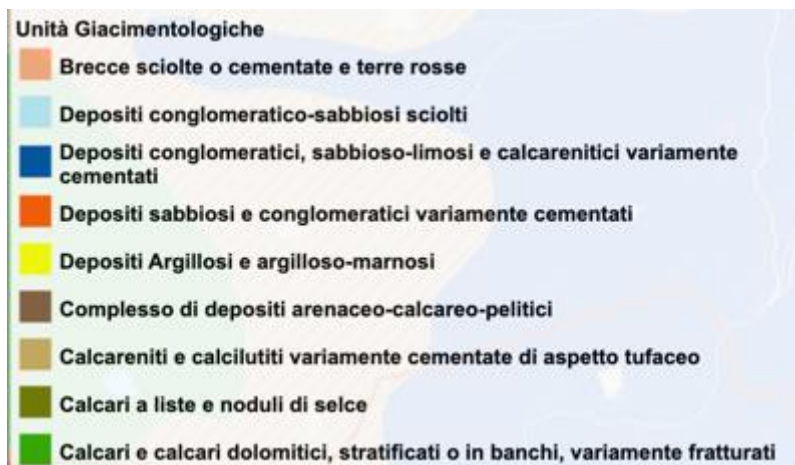 Unità Giacimentologiche
Brecce sciolte o cementate e terre rosse
Depositi conglomeratico-sabbiosi sciolti
Depositi conglomeratici, sabbioso-limosi e calcarenitici variamente
cementati
Depositi sabbiosi e conglomeratici variamente cementati
Depositi Argillosi e argilloso-marnosi
Complesso di depositi arenaceo-calcareo-pelitici
Calcareniti e calcilutiti variamente cementate di aspetto tufaceo
Calcari a liste e noduli di selce
Calcari e calcari dolomitici, stratificati o in banchi, variamente fratturati